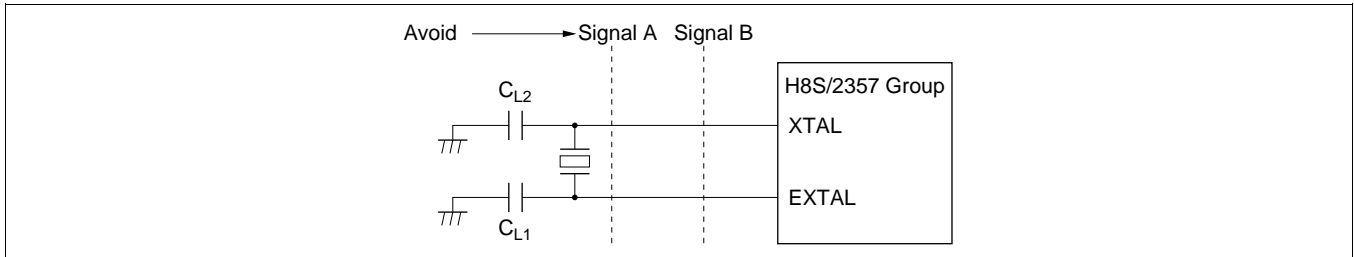 Avoid Signal A Signal B
H8S/2357 Group
CL2
XTAL
EXTAL
CL1